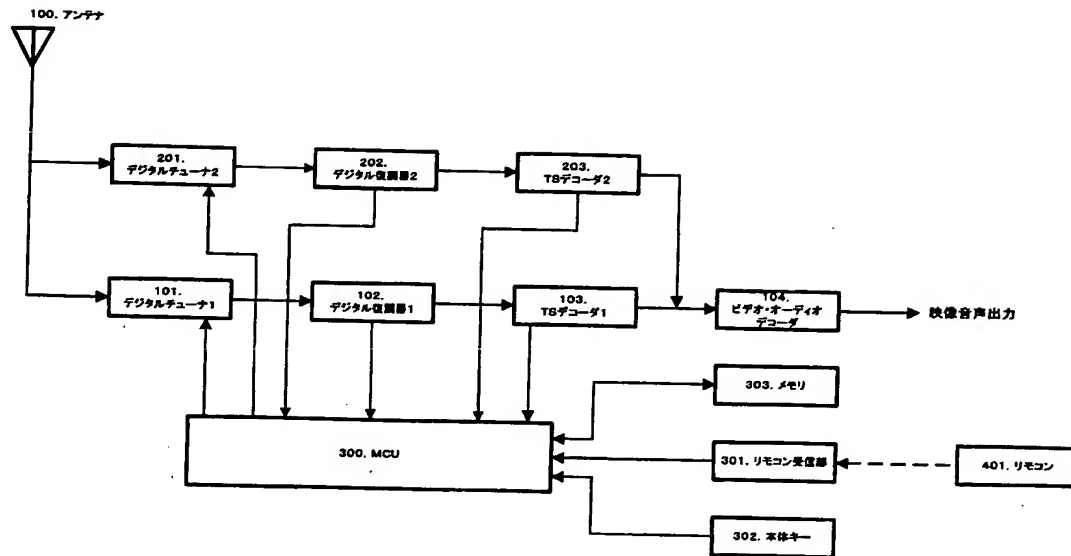 100. アンテナ
201.
デジタルチューナ2
202.
デジタル復調器2
203.
TSデコーダ2
101.
デジタルチューナ1
102.
デジタル復調器1
103.
TSデコーダ1
104.
ビデオ・オーディオ
デコーダ
映像音声出力
303. メモリ
300. MCU
301. リモコン受信部
401. リモコン
302. 本体キー